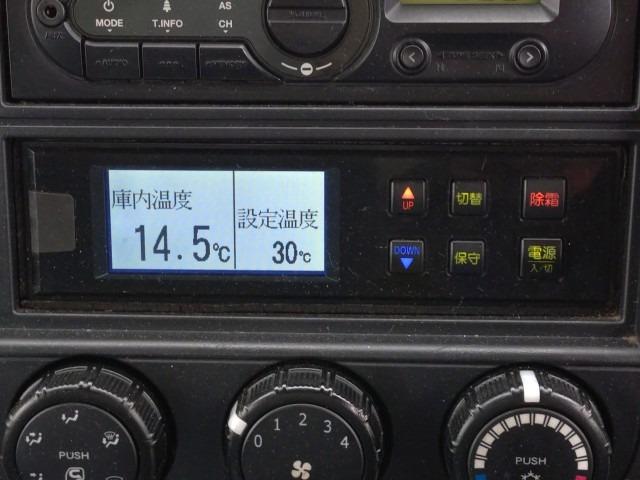 AS
MODE T.INFO CH
庫内温度
14.5℃
設定温度
30℃
UP 切替 除霜
DOWN 保守 電源
入/切
PUSH
0 1 2 3 4
PUSH